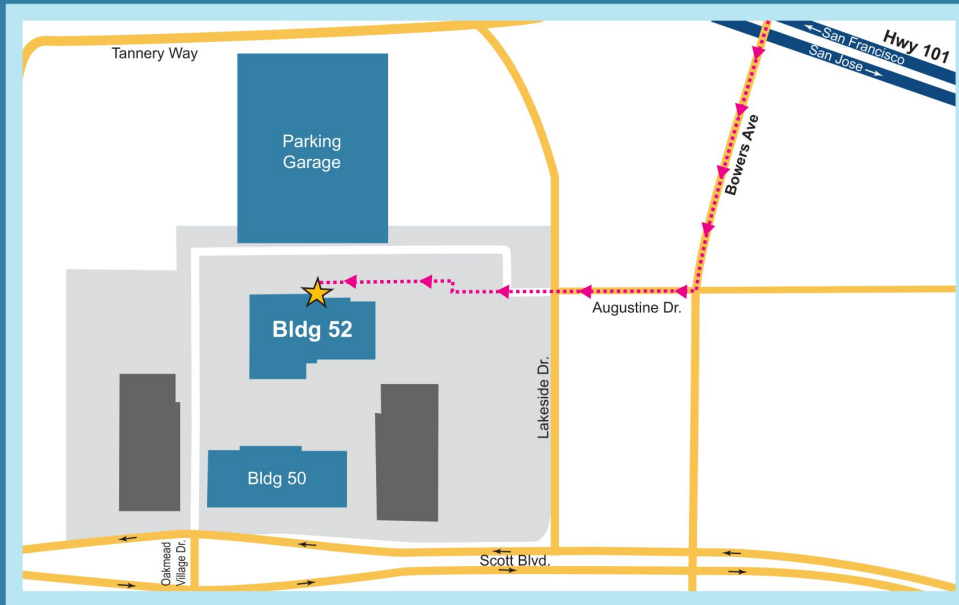 Tannery Way
←San Francisco
San Jose→
Hwy 101
Parking
Garage
Bowers Ave
Augustine Dr.
Bldg 52
Lakeside Dr.
Bldg 50
Oakmead
Village Dr.
Scott Blvd.